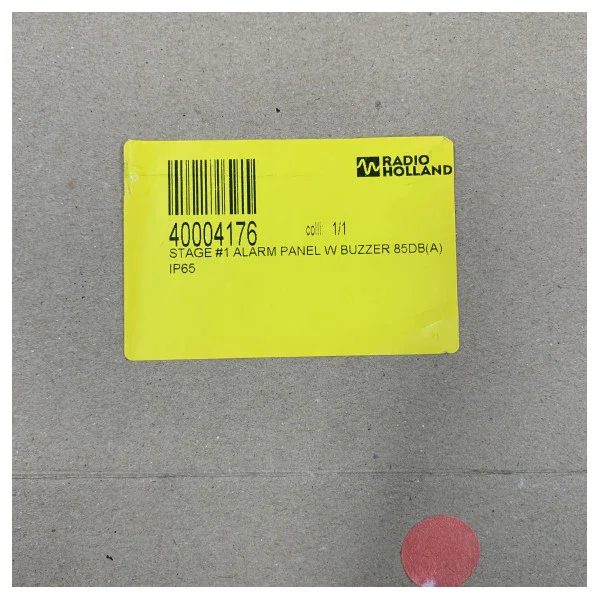 RADIO
HOLLAND
40004176 colli: 1/1
STAGE #1 ALARM PANEL W BUZZER 85DB(A)
IP65